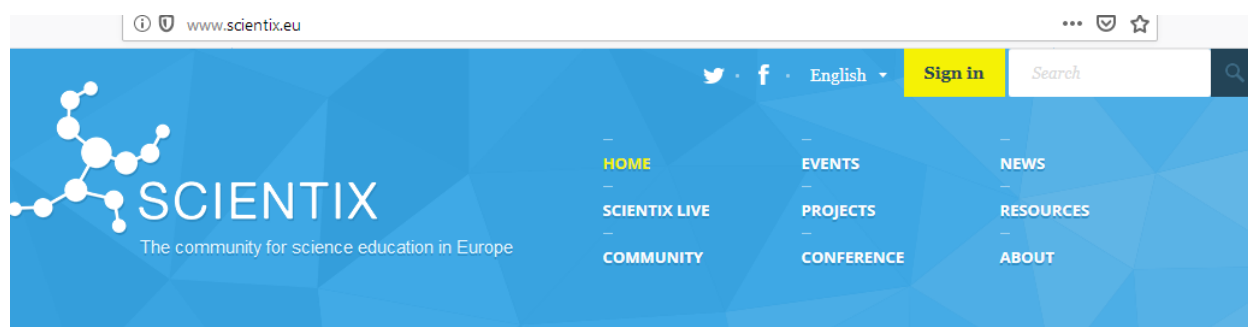 www.scientix.eu
English Sign in Search
HOME EVENTS NEWS
SCIENTIX
SCIENTIX LIVE PROJECTS RESOURCES
The community for science education in Europe
COMMUNITY CONFERENCE ABOUT